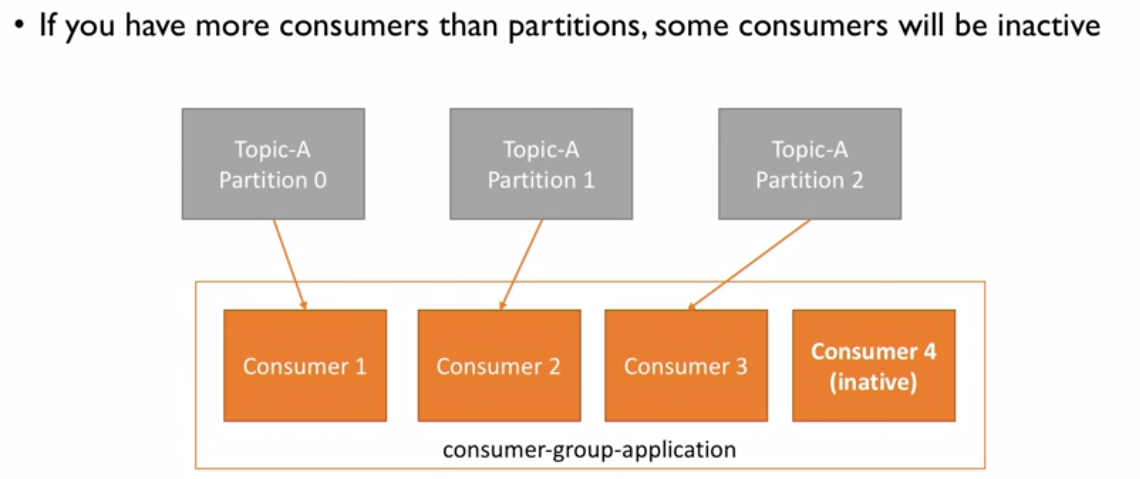 • If you have more consumers than partitions, some consumers will be inactive
Topic-A
Partition 0
Topic-A
Partition 1
Topic-A
Partition 2
Consumer 1
Consumer 2
Consumer 3
Consumer 4
(inative)
consumer-group-application